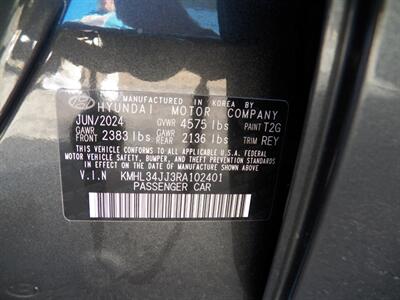 MANUFACTURED IN KOREA BY
HYUNDAI MOTOR COMPANY
JUN/2024 GVWR 4575 lbs PAINT T2G
GAWR FRONT 2383 lbs GAWR REAR 2136 lbs TRIM REY
THIS VEHICLE CONFORMS TO ALL APPLICABLE U.S. FEDERAL
MOTOR VEHICLE SAFETY, BUMPER, AND THEFT PREVENTION
STANDARDS IN EFFECT ON THE DATE OF MANUFACTURE SHOWN ABOVE
V.I.N KMHL34JJ3RA102401
PASSENGER CAR